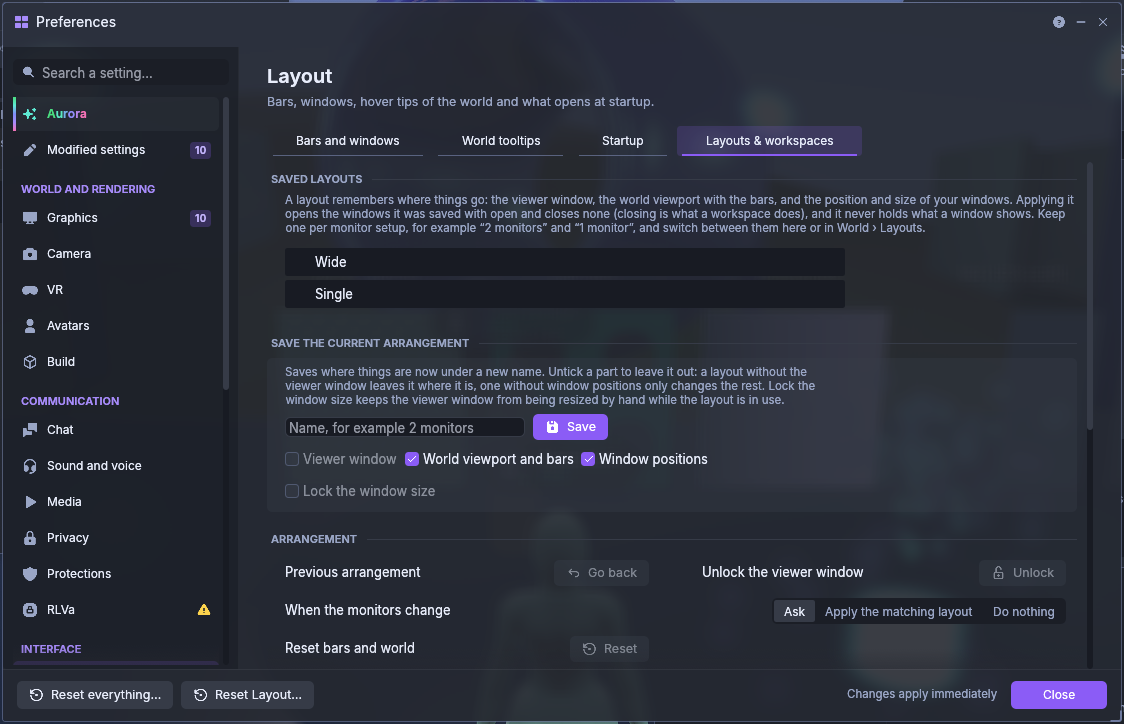 Preferences
Search a setting...
Aurora
Modified settings 10
WORLD AND RENDERING
Graphics 10
Camera
VR
Avatars
Build
COMMUNICATION
Chat
Sound and voice
Media
Privacy
Protections
RLVa
INTERFACE
Layout
Bars, windows, hover tips of the world and what opens at startup.
Bars and windows World tooltips Startup Layouts & workspaces
SAVED LAYOUTS
A layout remembers where things go: the viewer window, the world viewport with the bars, and the position and size of your windows. Applying it
opens the windows it was saved with open and closes none (closing is what a workspace does), and it never holds what a window shows. Keep
one per monitor setup, for example “2 monitors” and “1 monitor”, and switch between them here or in World › Layouts.
Wide
Single
SAVE THE CURRENT ARRANGEMENT
Saves where things are now under a new name. Untick a part to leave it out: a layout without the
viewer window leaves it where it is, one without window positions only changes the rest. Lock the
window size keeps the viewer window from being resized by hand while the layout is in use.
Name, for example 2 monitors Save
Viewer window World viewport and bars Window positions
Lock the window size
ARRANGEMENT
Previous arrangement Go back Unlock the viewer window Unlock
When the monitors change Ask Apply the matching layout Do nothing
Reset bars and world Reset
Reset everything... Reset Layout... Changes apply immediately Close